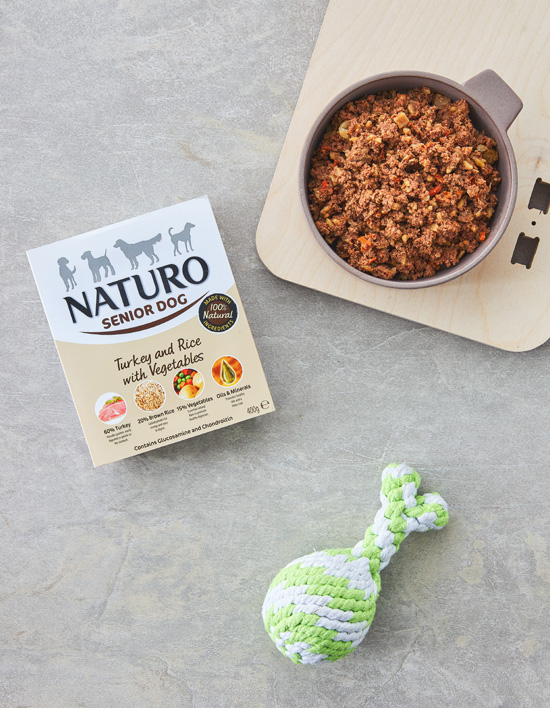 NATURO
SENIOR DOG
MADE WITH
100%
Natural
INGREDIENTS
Turkey and Rice
with Vegetables
60% Turkey
20% Brown Rice
15% Vegetables
Oils & Minerals
400g e
Contains Glucosamine and Chondroitin